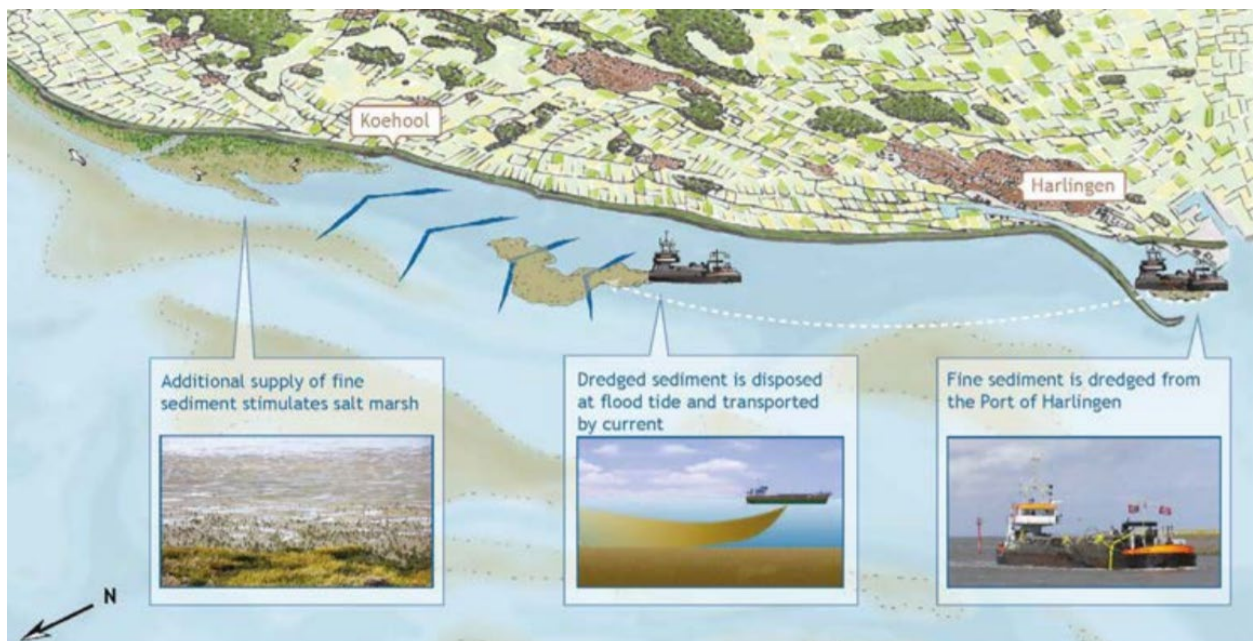 Koehool
Harlingen
Additional supply of fine
sediment stimulates salt marsh
Dredged sediment is disposed
at flood tide and transported
by current
Fine sediment is dredged from
the Port of Harlingen
N